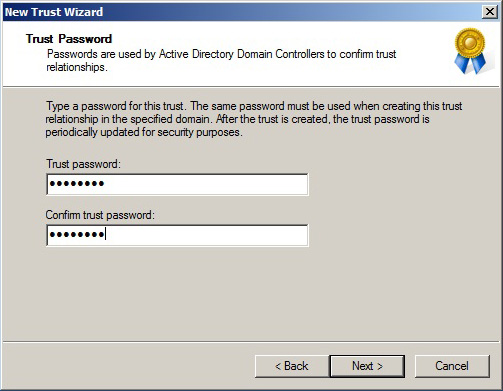 New Trust Wizard
Trust Password
Passwords are used by Active Directory Domain Controllers to confirm trust
relationships.
Type a password for this trust. The same password must be used when creating this trust
relationship in the specified domain. After the trust is created, the trust password is
periodically updated for security purposes.
Trust password:
••••••••
Confirm trust password:
••••••••
< Back Next > Cancel